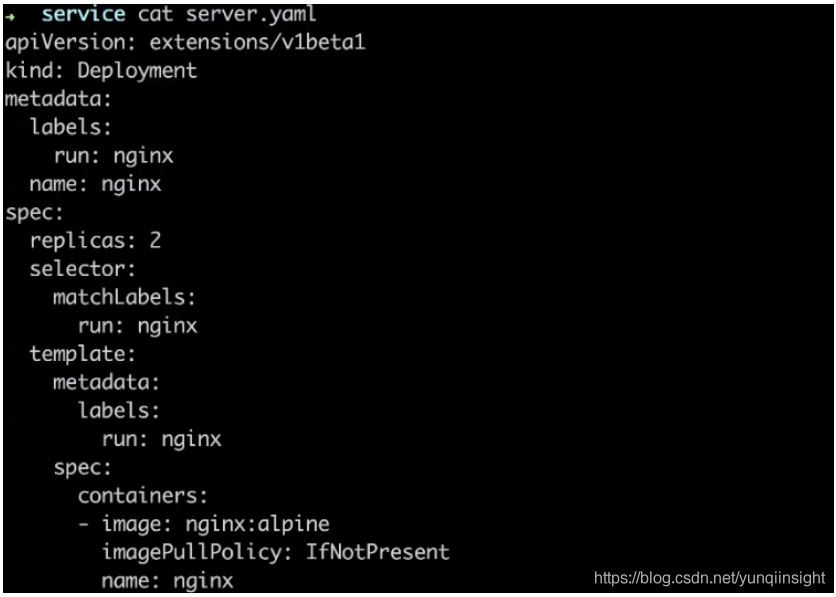 ➜  service cat server.yaml
apiVersion: extensions/v1beta1
kind: Deployment
metadata:
  labels:
    run: nginx
  name: nginx
spec:
  replicas: 2
  selector:
    matchLabels:
      run: nginx
  template:
    metadata:
      labels:
        run: nginx
    spec:
      containers:
      - image: nginx:alpine
        imagePullPolicy: IfNotPresent
        name: nginx
https://blog.csdn.net/yunqiinsight